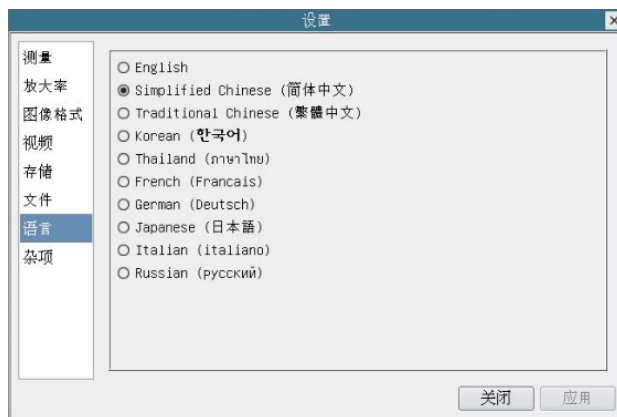 设置
测量
放大率
图像格式
视频
存储
文件
语言
杂项
English
Simplified Chinese (简体中文)
Traditional Chinese (繁體中文)
Korean (한국어)
Thailand (ภาษาไทย)
French (Francais)
German (Deutsch)
Japanese (日本語)
Italian (italiano)
Russian (русский)
关闭
应用